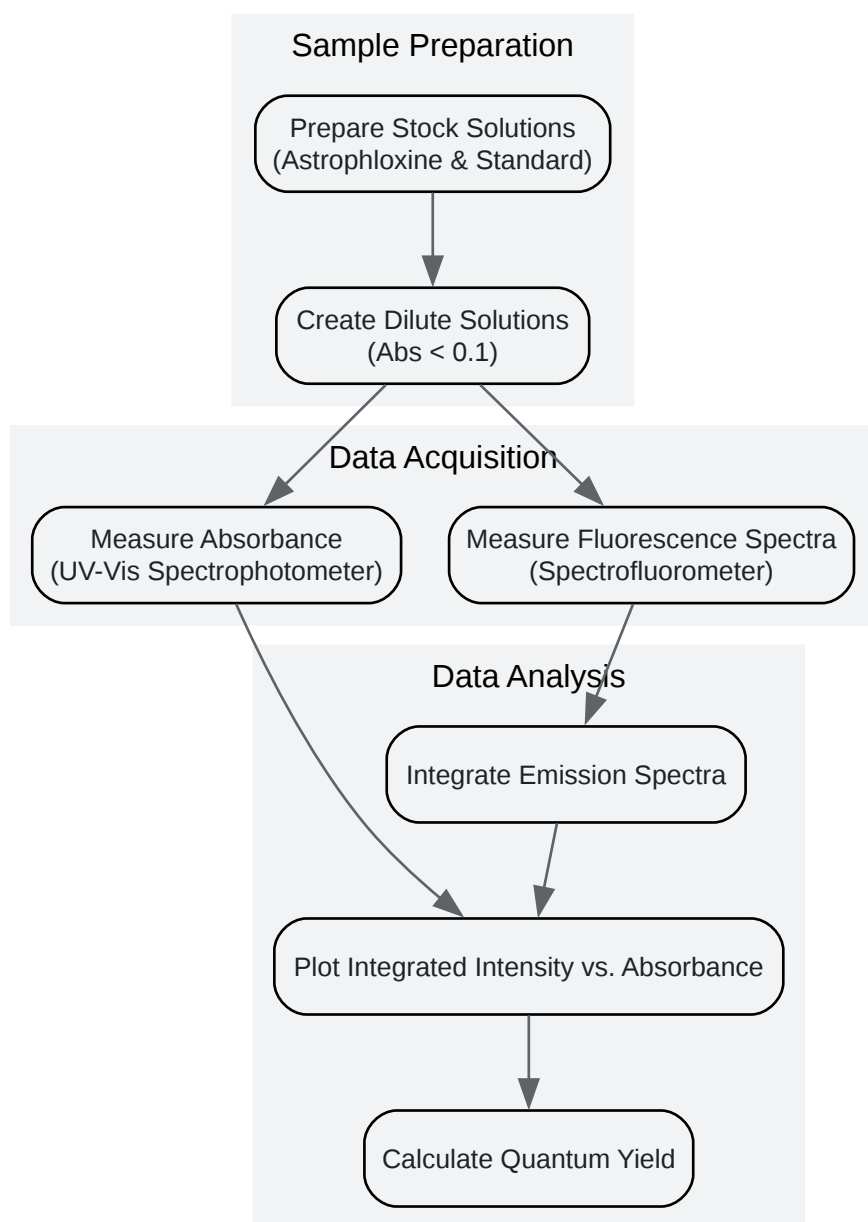 Sample Preparation
Prepare Stock Solutions
(Astrophloxine & Standard)
Create Dilute Solutions
(Abs < 0.1)
Data Acquisition
Measure Absorbance
(UV-Vis Spectrophotometer)
Measure Fluorescence Spectra
(Spectrofluorometer)
Data Analysis
Integrate Emission Spectra
Plot Integrated Intensity vs. Absorbance
Calculate Quantum Yield